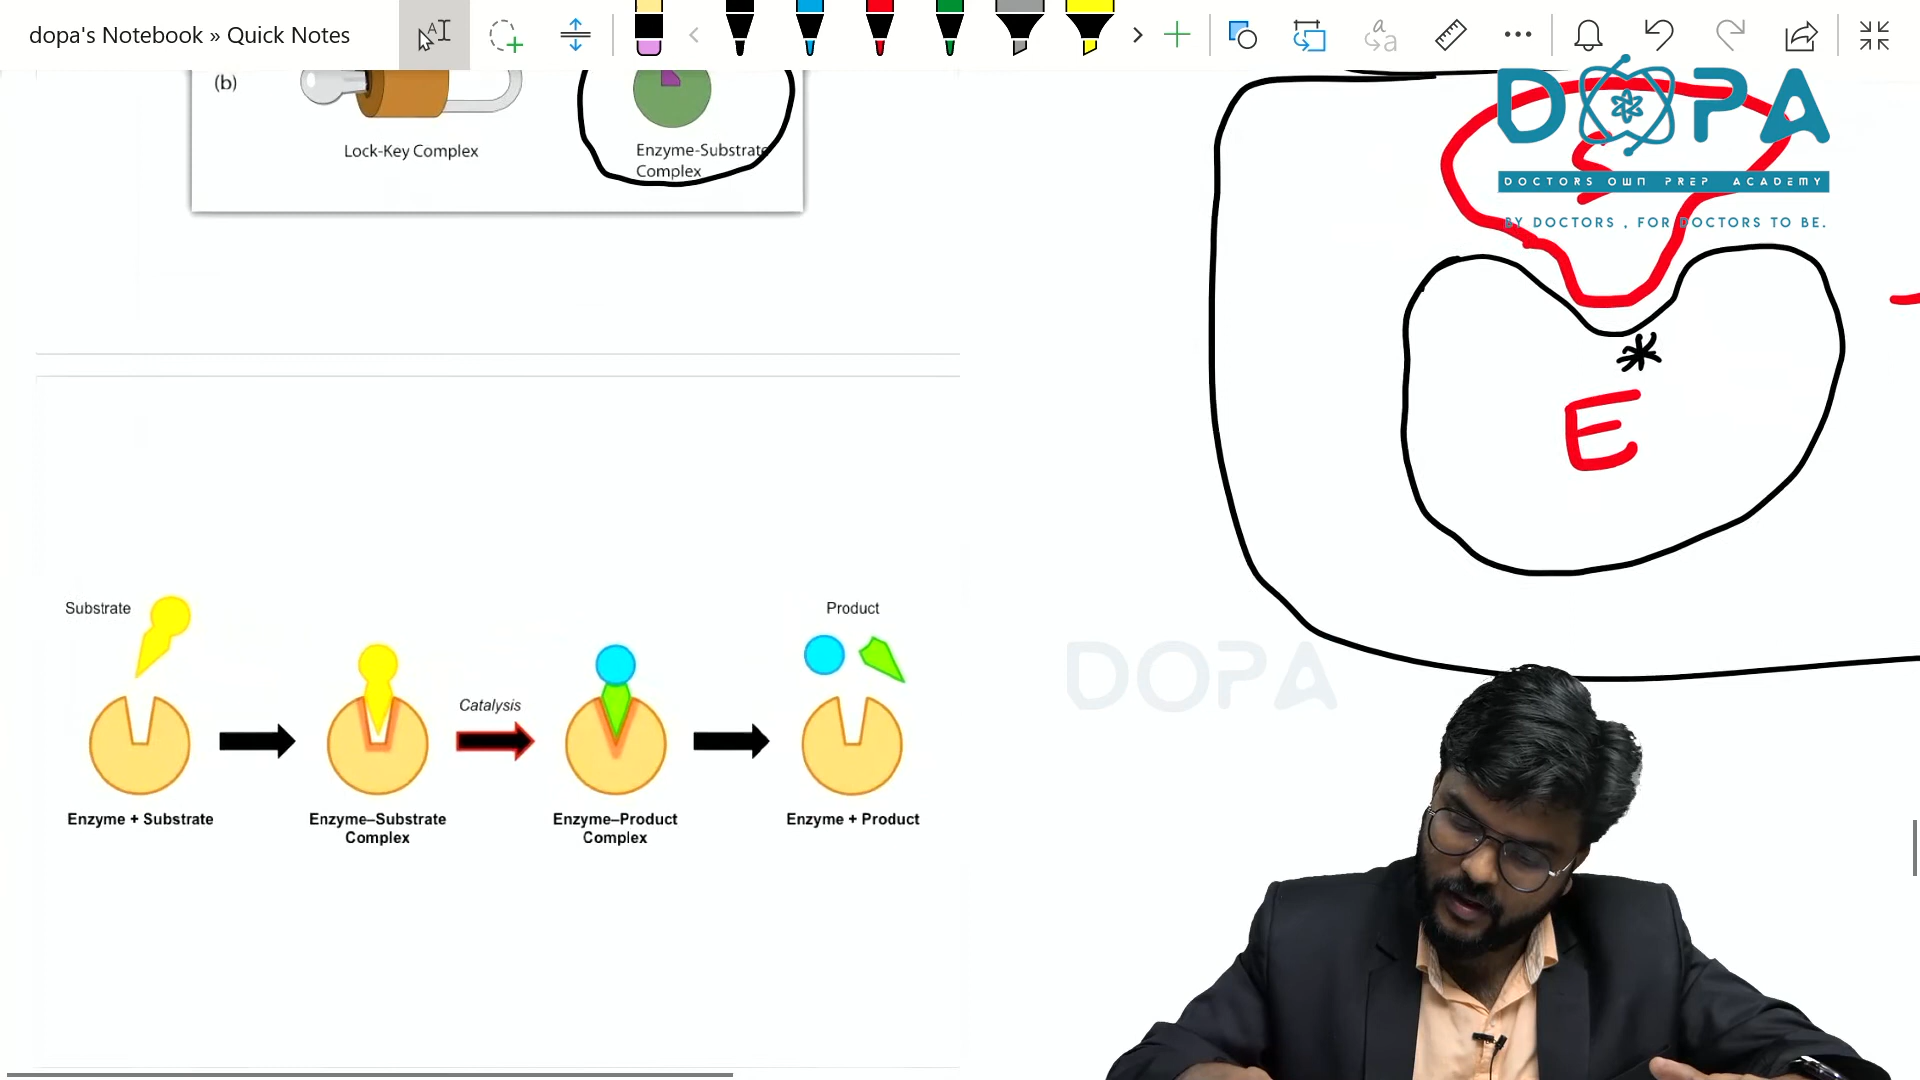 dopa's Notebook » Quick Notes
(b)
Lock-Key Complex
Enzyme-Substrate
Complex
S
DOPA
DOCTORS OWN PREP ACADEMY
BY DOCTORS , FOR DOCTORS TO BE.
*
E
DOPA
Substrate
Product
Catalysis
Enzyme + Substrate
Enzyme–Substrate
Complex
Enzyme–Product
Complex
Enzyme + Product